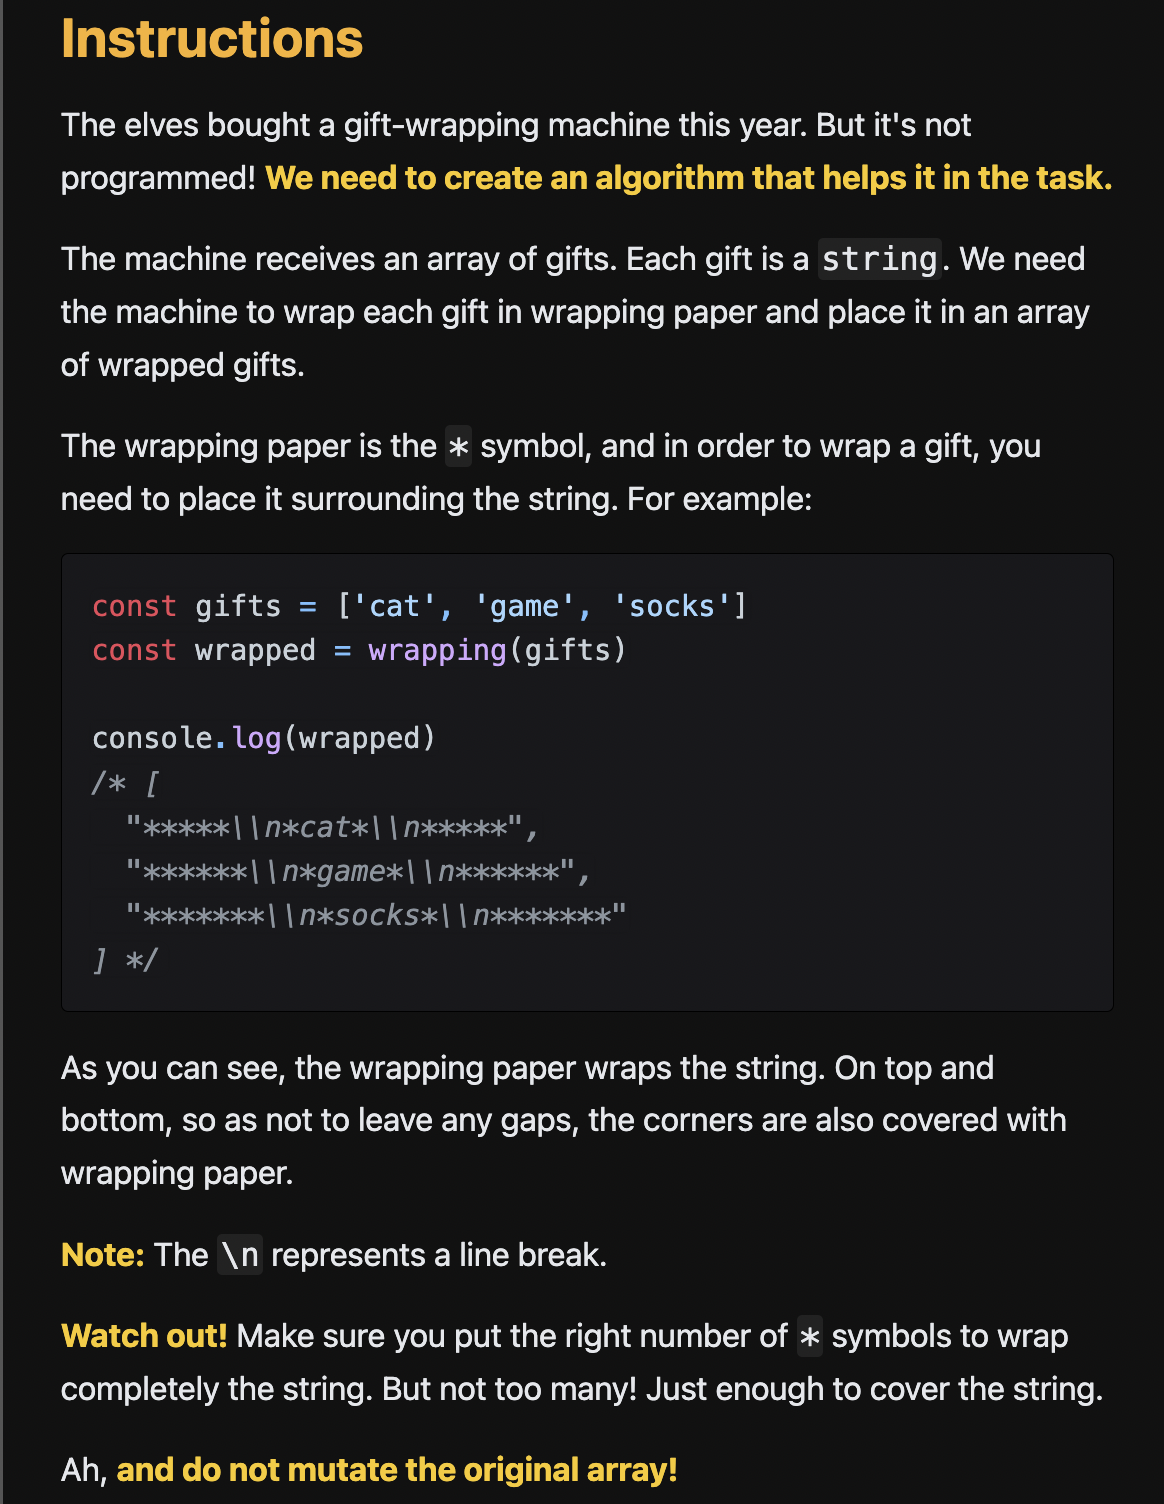 Instructions
The elves bought a gift-wrapping machine this year. But it's not
programmed! We need to create an algorithm that helps it in the task.
The machine receives an array of gifts. Each gift is a string. We need
the machine to wrap each gift in wrapping paper and place it in an array
of wrapped gifts.
The wrapping paper is the * symbol, and in order to wrap a gift, you
need to place it surrounding the string. For example:
const gifts = ['cat', 'game', 'socks']
const wrapped = wrapping(gifts)
console.log(wrapped)
/* [
"*****\\n*cat*\\n*****",
"******\\n*game*\\n******",
"*******\\n*socks*\\n*******"
] */
As you can see, the wrapping paper wraps the string. On top and
bottom, so as not to leave any gaps, the corners are also covered with
wrapping paper.
Note: The \n represents a line break.
Watch out! Make sure you put the right number of * symbols to wrap
completely the string. But not too many! Just enough to cover the string.
Ah, and do not mutate the original array!